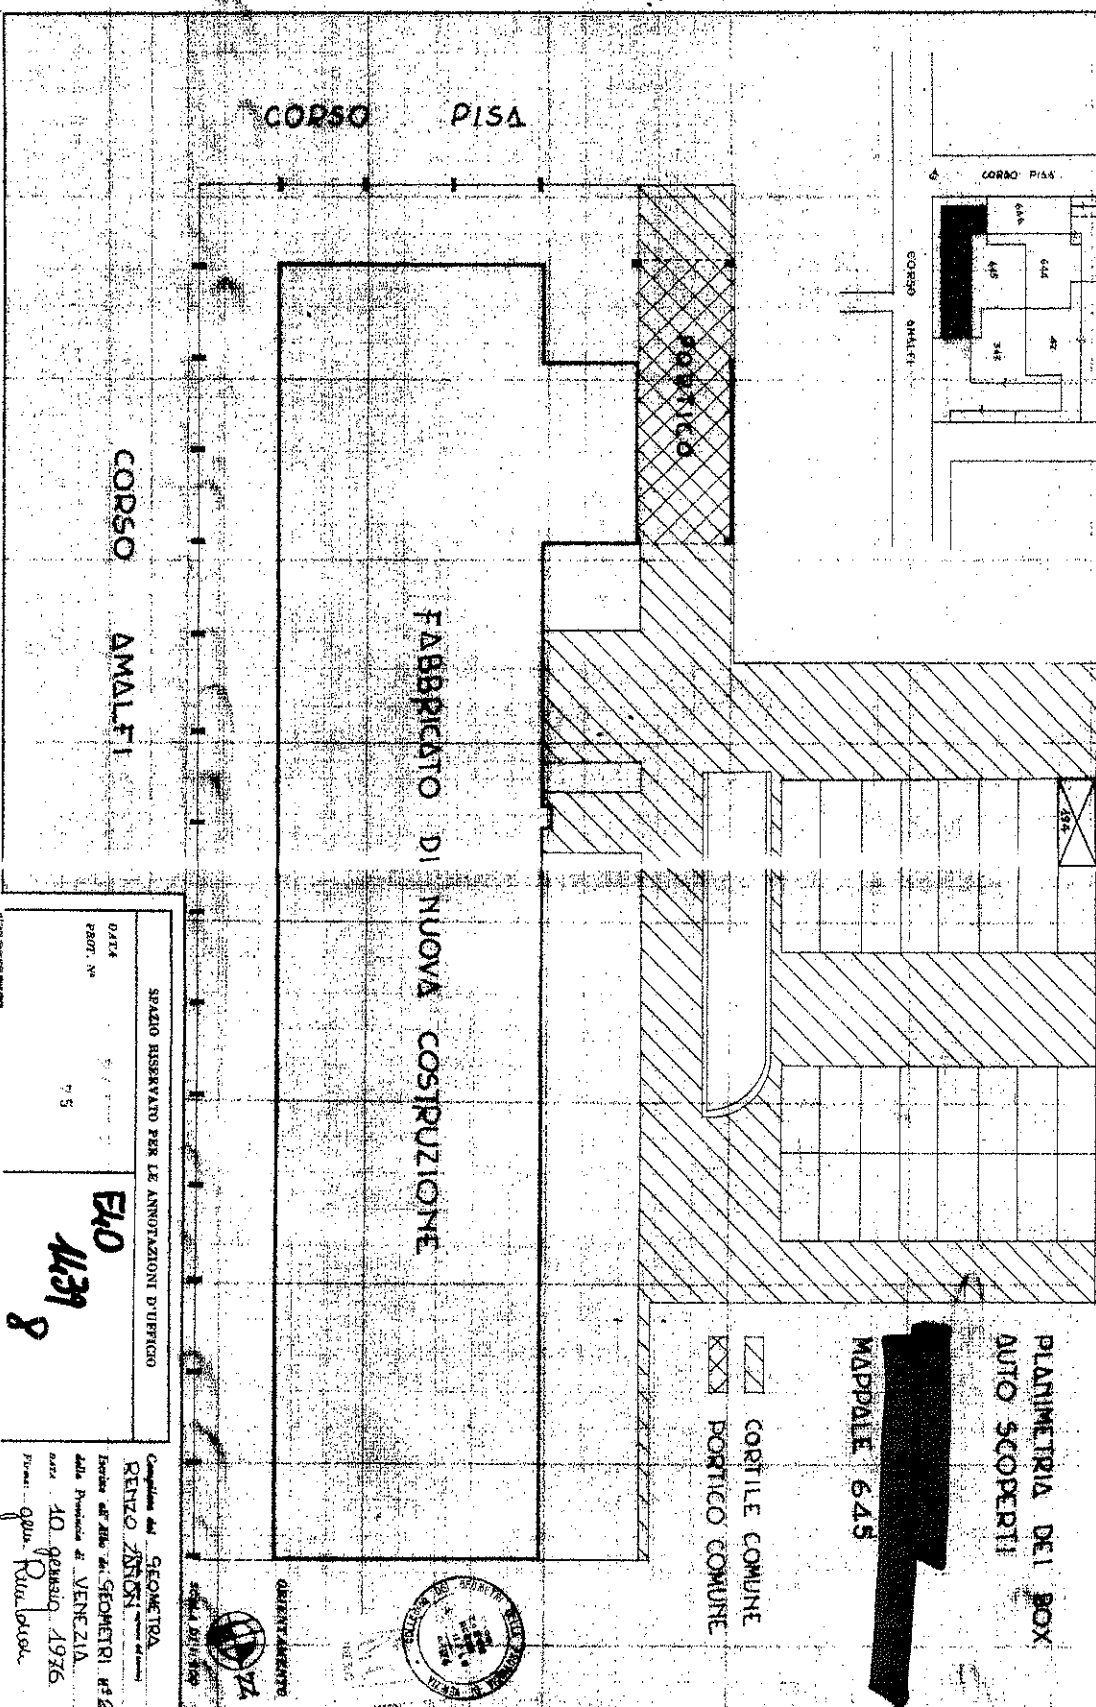 PLANIMETRIA DEI BOX
AUTO SCOPERTI
MAPPALE 645
CORTILE COMUNE
PORTICO COMUNE
CORSO PISA
CORSO AMALFI
CORSO PISA
PORTICO
FABBRICATO DI NUOVA COSTRUZIONE
CORSO AMALFI
194
ORIENTAMENTO
SPAZIO RISERVATO PER LE ANNOTAZIONI D'UFFICIO
DATA
PROT. Nº
75
E40
1439
8
Compilata dal GEOMETRA
RENZO
Iscritto all'Albo dei GEOMETRI
della Provincia di VENEZIA
DATA 10 gennaio 1976
Firma: